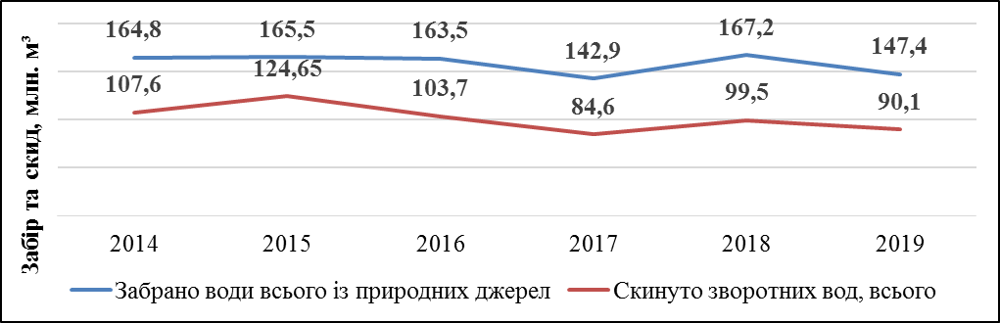 Забір та скид, млн. м³
164,8 165,5 163,5 142,9 167,2 147,4
107,6 124,65 103,7 84,6 99,5 90,1
2014 2015 2016 2017 2018 2019
Забрано води всього із природних джерел Скинуто зворотних вод, всього